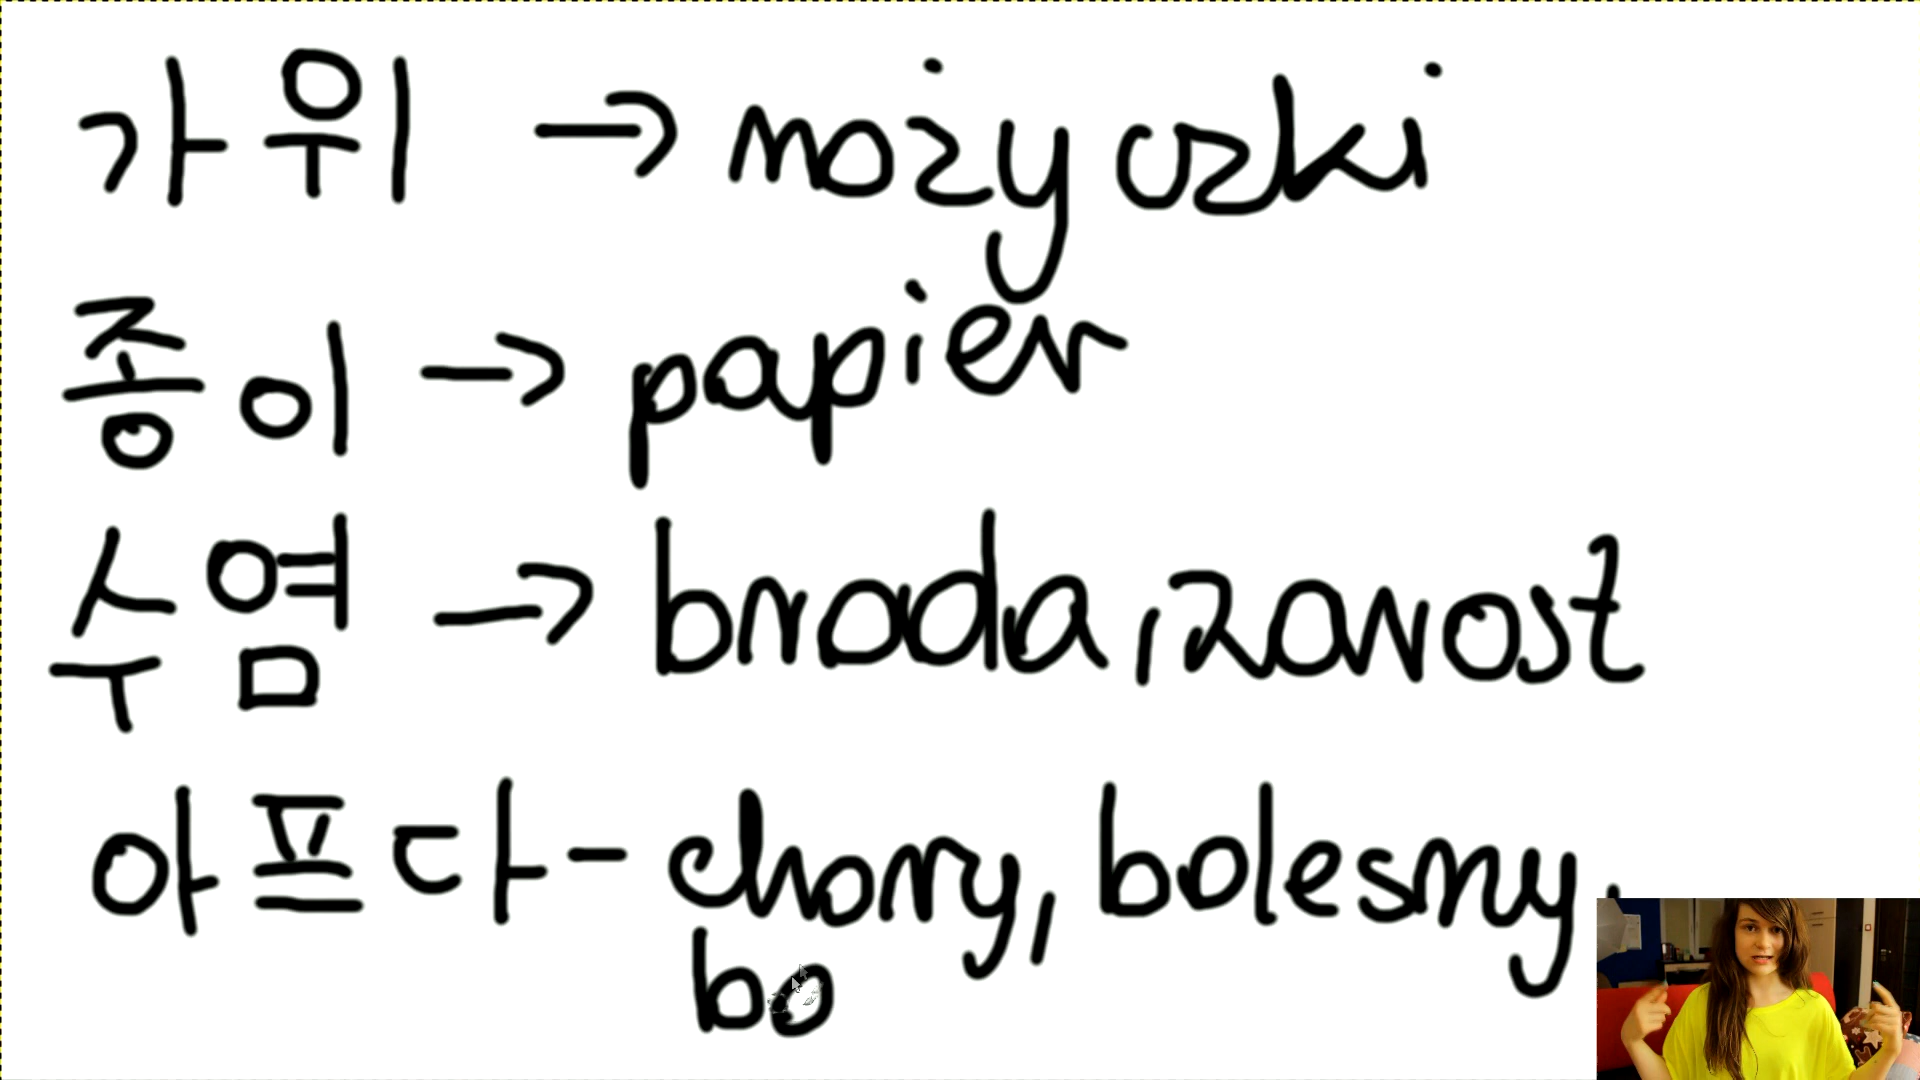 가위 → nożyczki
종이 → papier
수염 → broda, zarost
아프다 - chory, bolesny,
bo